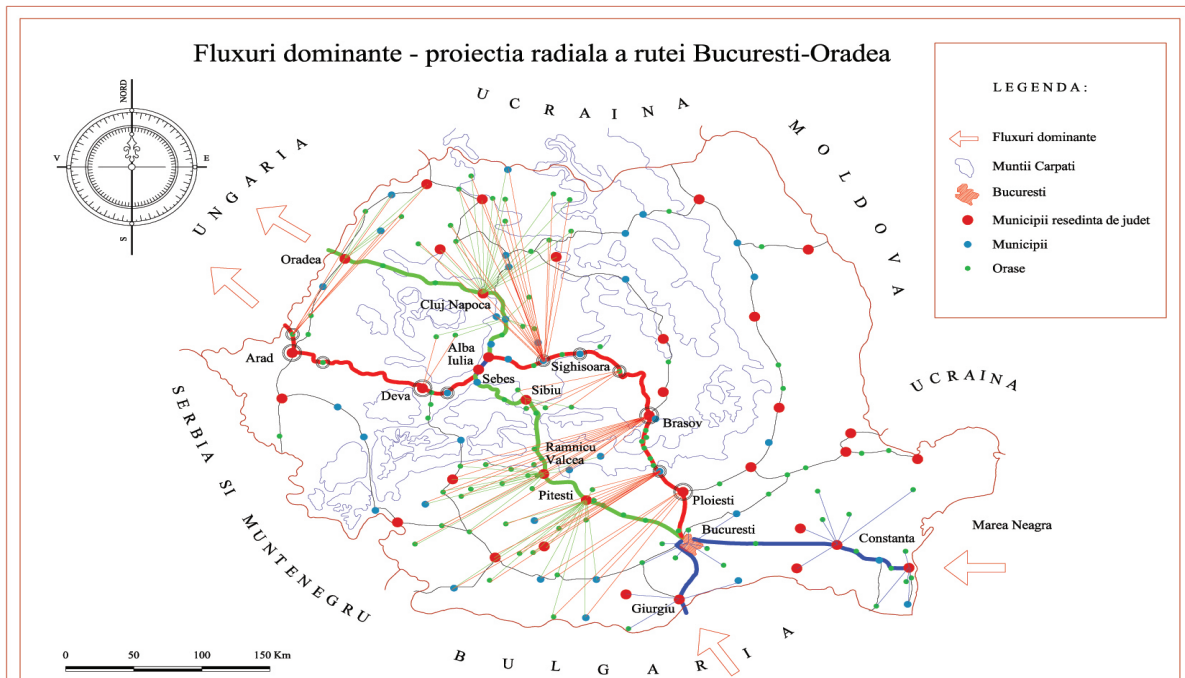 Fluxuri dominante - proiectia radiala a rutei Bucuresti-Oradea
LEGENDA:
Fluxuri dominante
Muntii Carpati
Bucuresti
Municipii resedinta de judet
Municipii
Orase
NORD
V
E
S
UCRAINA
MOLDOVA
UNGARIA
Oradea
Cluj Napoca
Alba
Iulia
Arad
Sighisoara
Sebes
Deva
Sibiu
UCRAINA
Brasov
SERBIA SI MUNTENEGRU
Ramnicu
Valcea
Pitesti
Ploiesti
Bucuresti
Constanta
Marea Neagra
Giurgiu
BULGARIA
0 50 100 150 Km